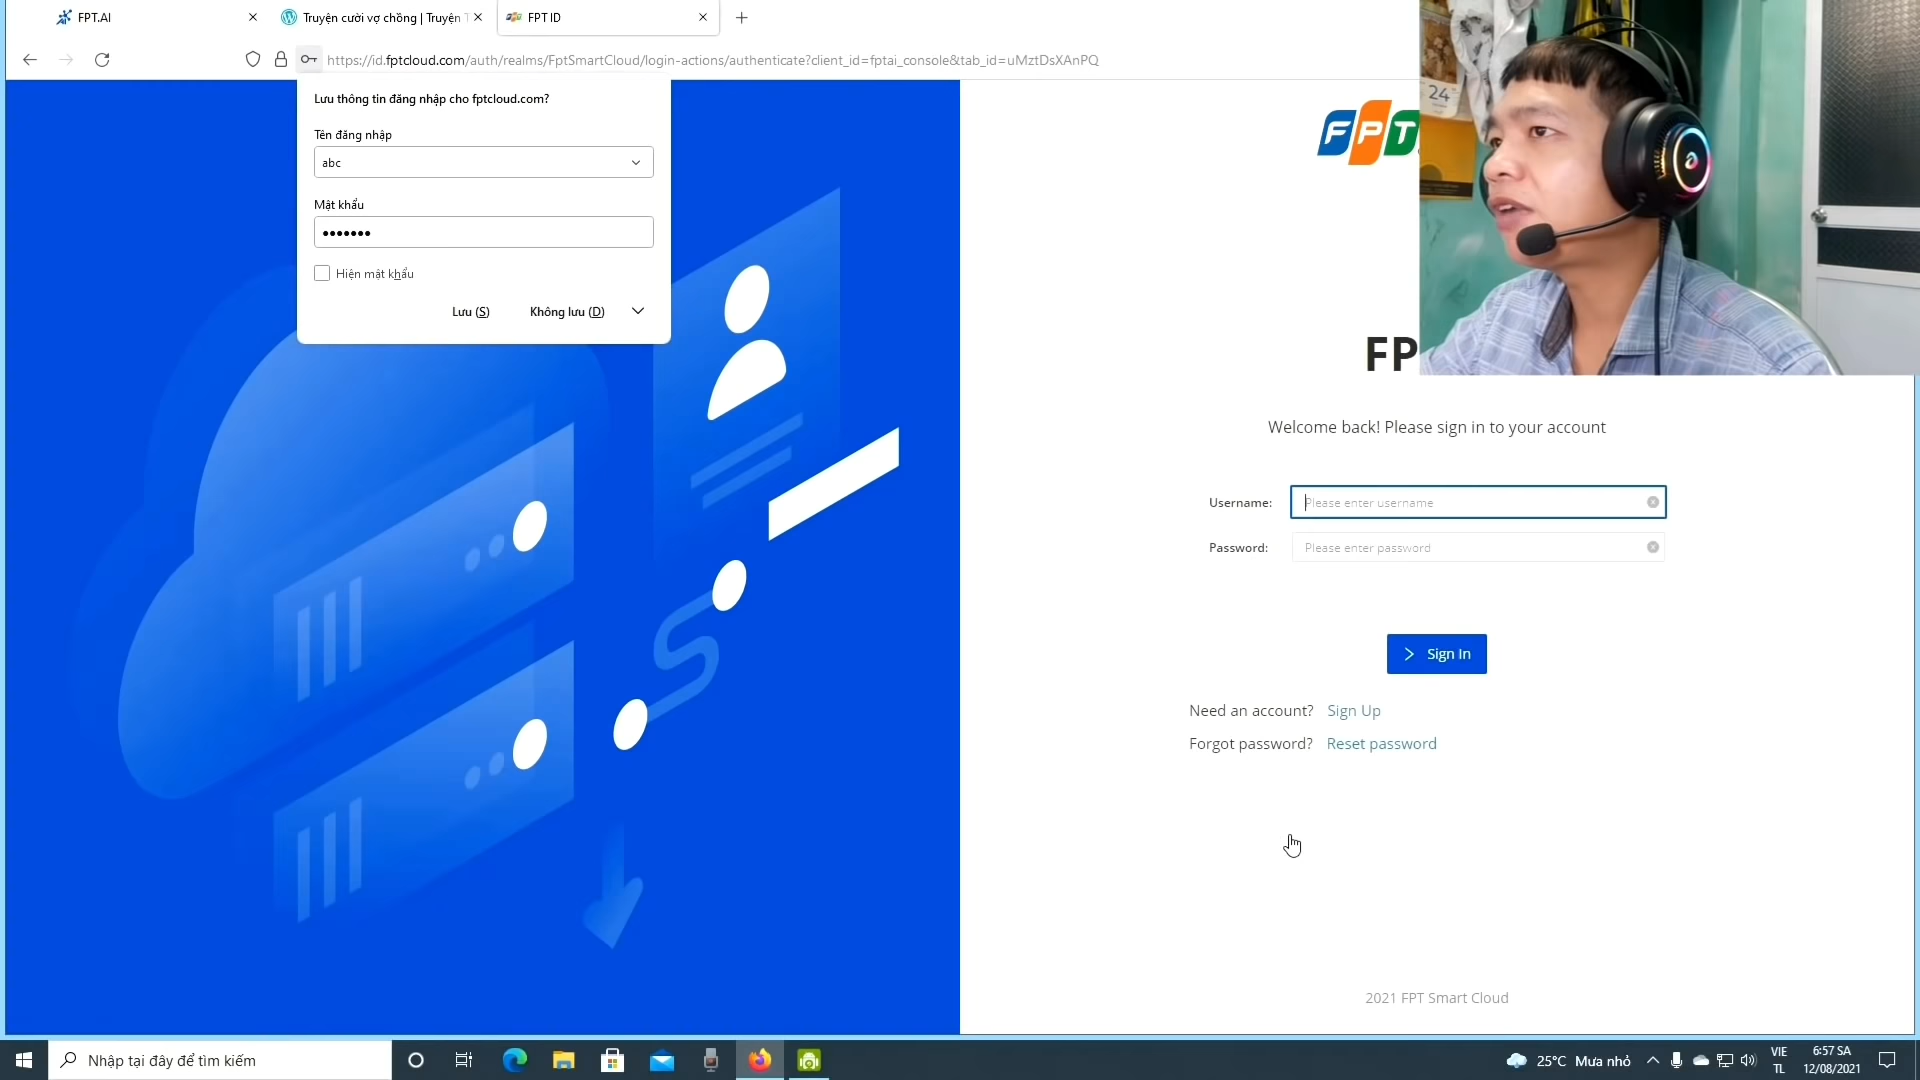 FPT.AI
Truyện cười vợ chồng | Truyện T
FPT ID
https://id.fptcloud.com/auth/realms/FptSmartCloud/login-actions/authenticate?client_id=fptai_console&tab_id=uMztDsXAnPQ
Lưu thông tin đăng nhập cho fptcloud.com?
Tên đăng nhập
abc
Mật khẩu
•••••••
Hiện mật khẩu
Lưu (S)
Không lưu (D)
FPT
24
FP
Welcome back! Please sign in to your account
Username:
Please enter username
Password:
Please enter password
Sign In
Need an account? Sign Up
Forgot password? Reset password
2021 FPT Smart Cloud
Nhập tại đây để tìm kiếm
25°C Mưa nhỏ
VIE
TL
6:57 SA
12/08/2021